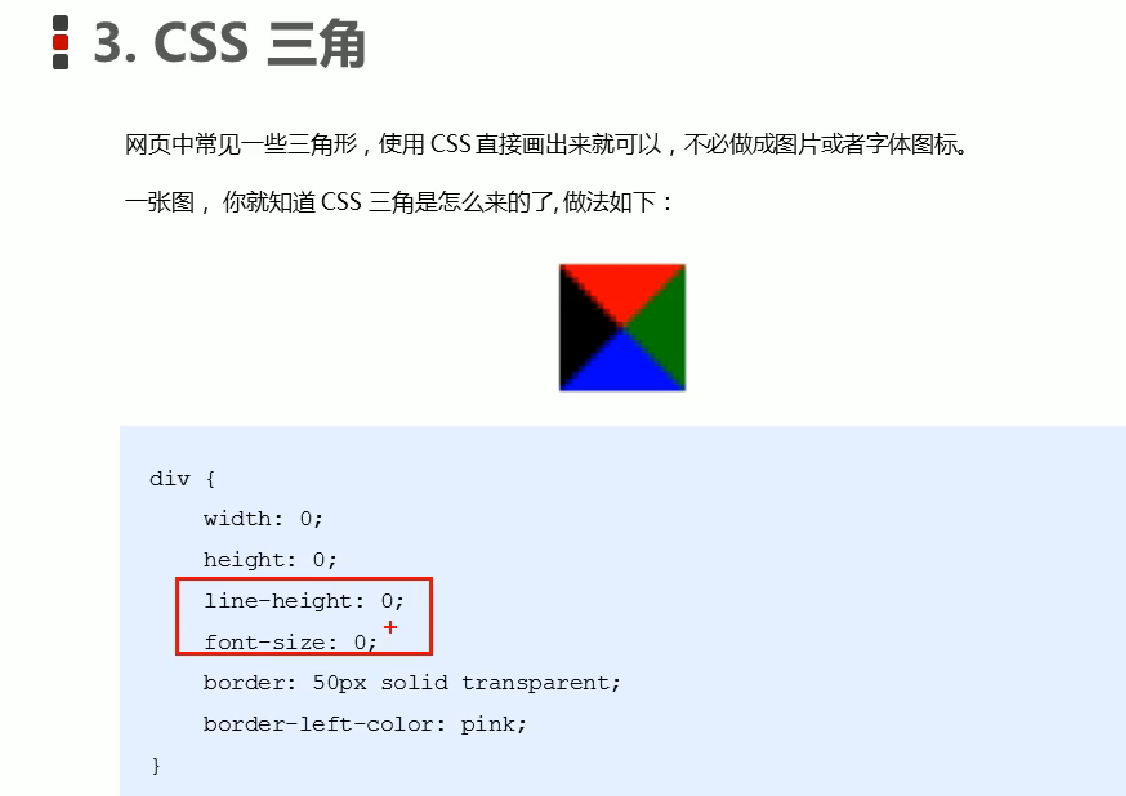 3. CSS 三角
网页中常见一些三角形，使用 CSS 直接画出来就可以，不必做成图片或者字体图标。
一张图， 你就知道 CSS 三角是怎么来的了, 做法如下：
div {
width: 0;
height: 0;
line-height: 0;
font-size: 0;
border: 50px solid transparent;
border-left-color: pink;
}